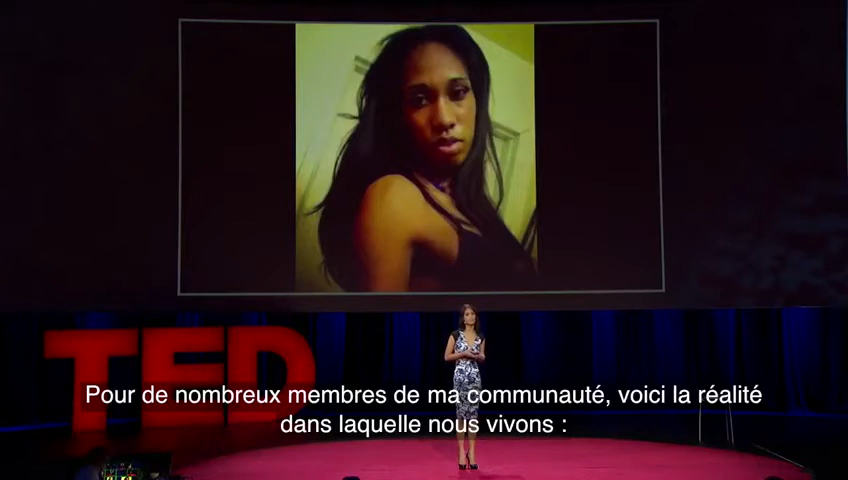 TED
Pour de nombreux membres de ma communauté, voici la réalité
dans laquelle nous vivons :